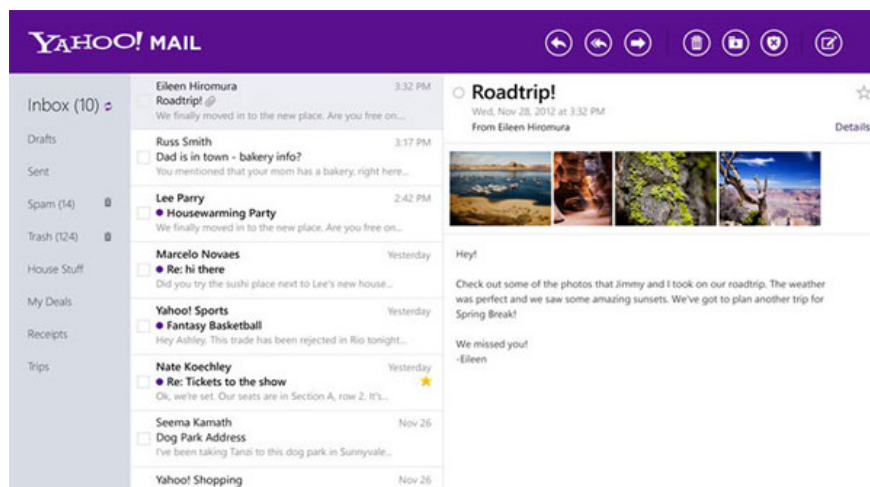 YAHOO! MAIL
Inbox (10)
Drafts
Sent
Spam (14)
Trash (124)
House Stuff
My Deals
Receipts
Trips
Eileen Hiromura 3:32 PM
Roadtrip!
We finally moved in to the new place. Are you free on...
Russ Smith 3:17 PM
Dad is in town - bakery info?
You mentioned that your mom has a bakery, right here...
Lee Parry 2:42 PM
Housewarming Party
We finally moved in to the new place. Are you free on...
Marcelo Novaes Yesterday
Re: hi there
Did you try the sushi place next to Lee's new house...
Yahoo! Sports Yesterday
Fantasy Basketball
Hey Ashley. This trade has been rejected in Rio tonight...
Nate Koechley Yesterday
Re: Tickets to the show
Ok, we're set. Our seats are in Section A, row 2. It's...
Seema Kamath Nov 26
Dog Park Address
I've been taking Tanzi to this dog park in Sunnyvale...
Yahoo! Shopping Nov 26
Roadtrip!
Wed, Nov 28, 2012 at 3:32 PM
From Eileen Hiromura Details
Hey!
Check out some of the photos that Jimmy and I took on our roadtrip. The weather
was perfect and we saw some amazing sunsets. We've got to plan another trip for
Spring Break!
We missed you!
-Eileen